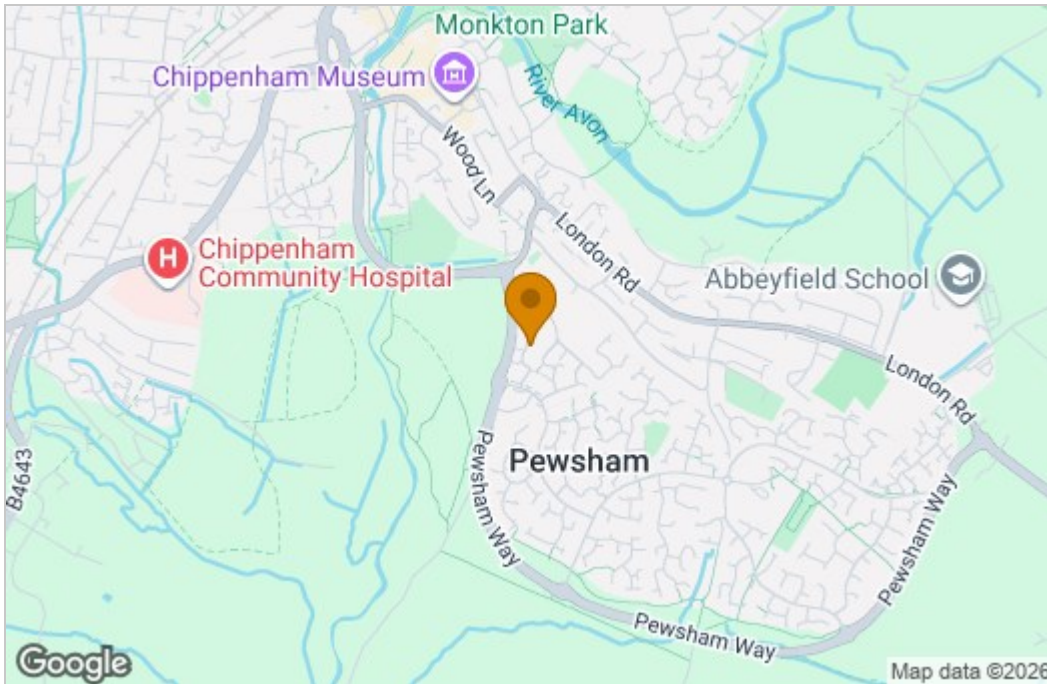 Monkton Park
Chippenham Museum
River Avon
Wood Ln
London Rd
Chippenham
Community Hospital
H
Abbeyfield School
London Rd
B4643
Pewsham
Pewsham Way
Pewsham Way
Pewsham Way
Google
Map data ©2026